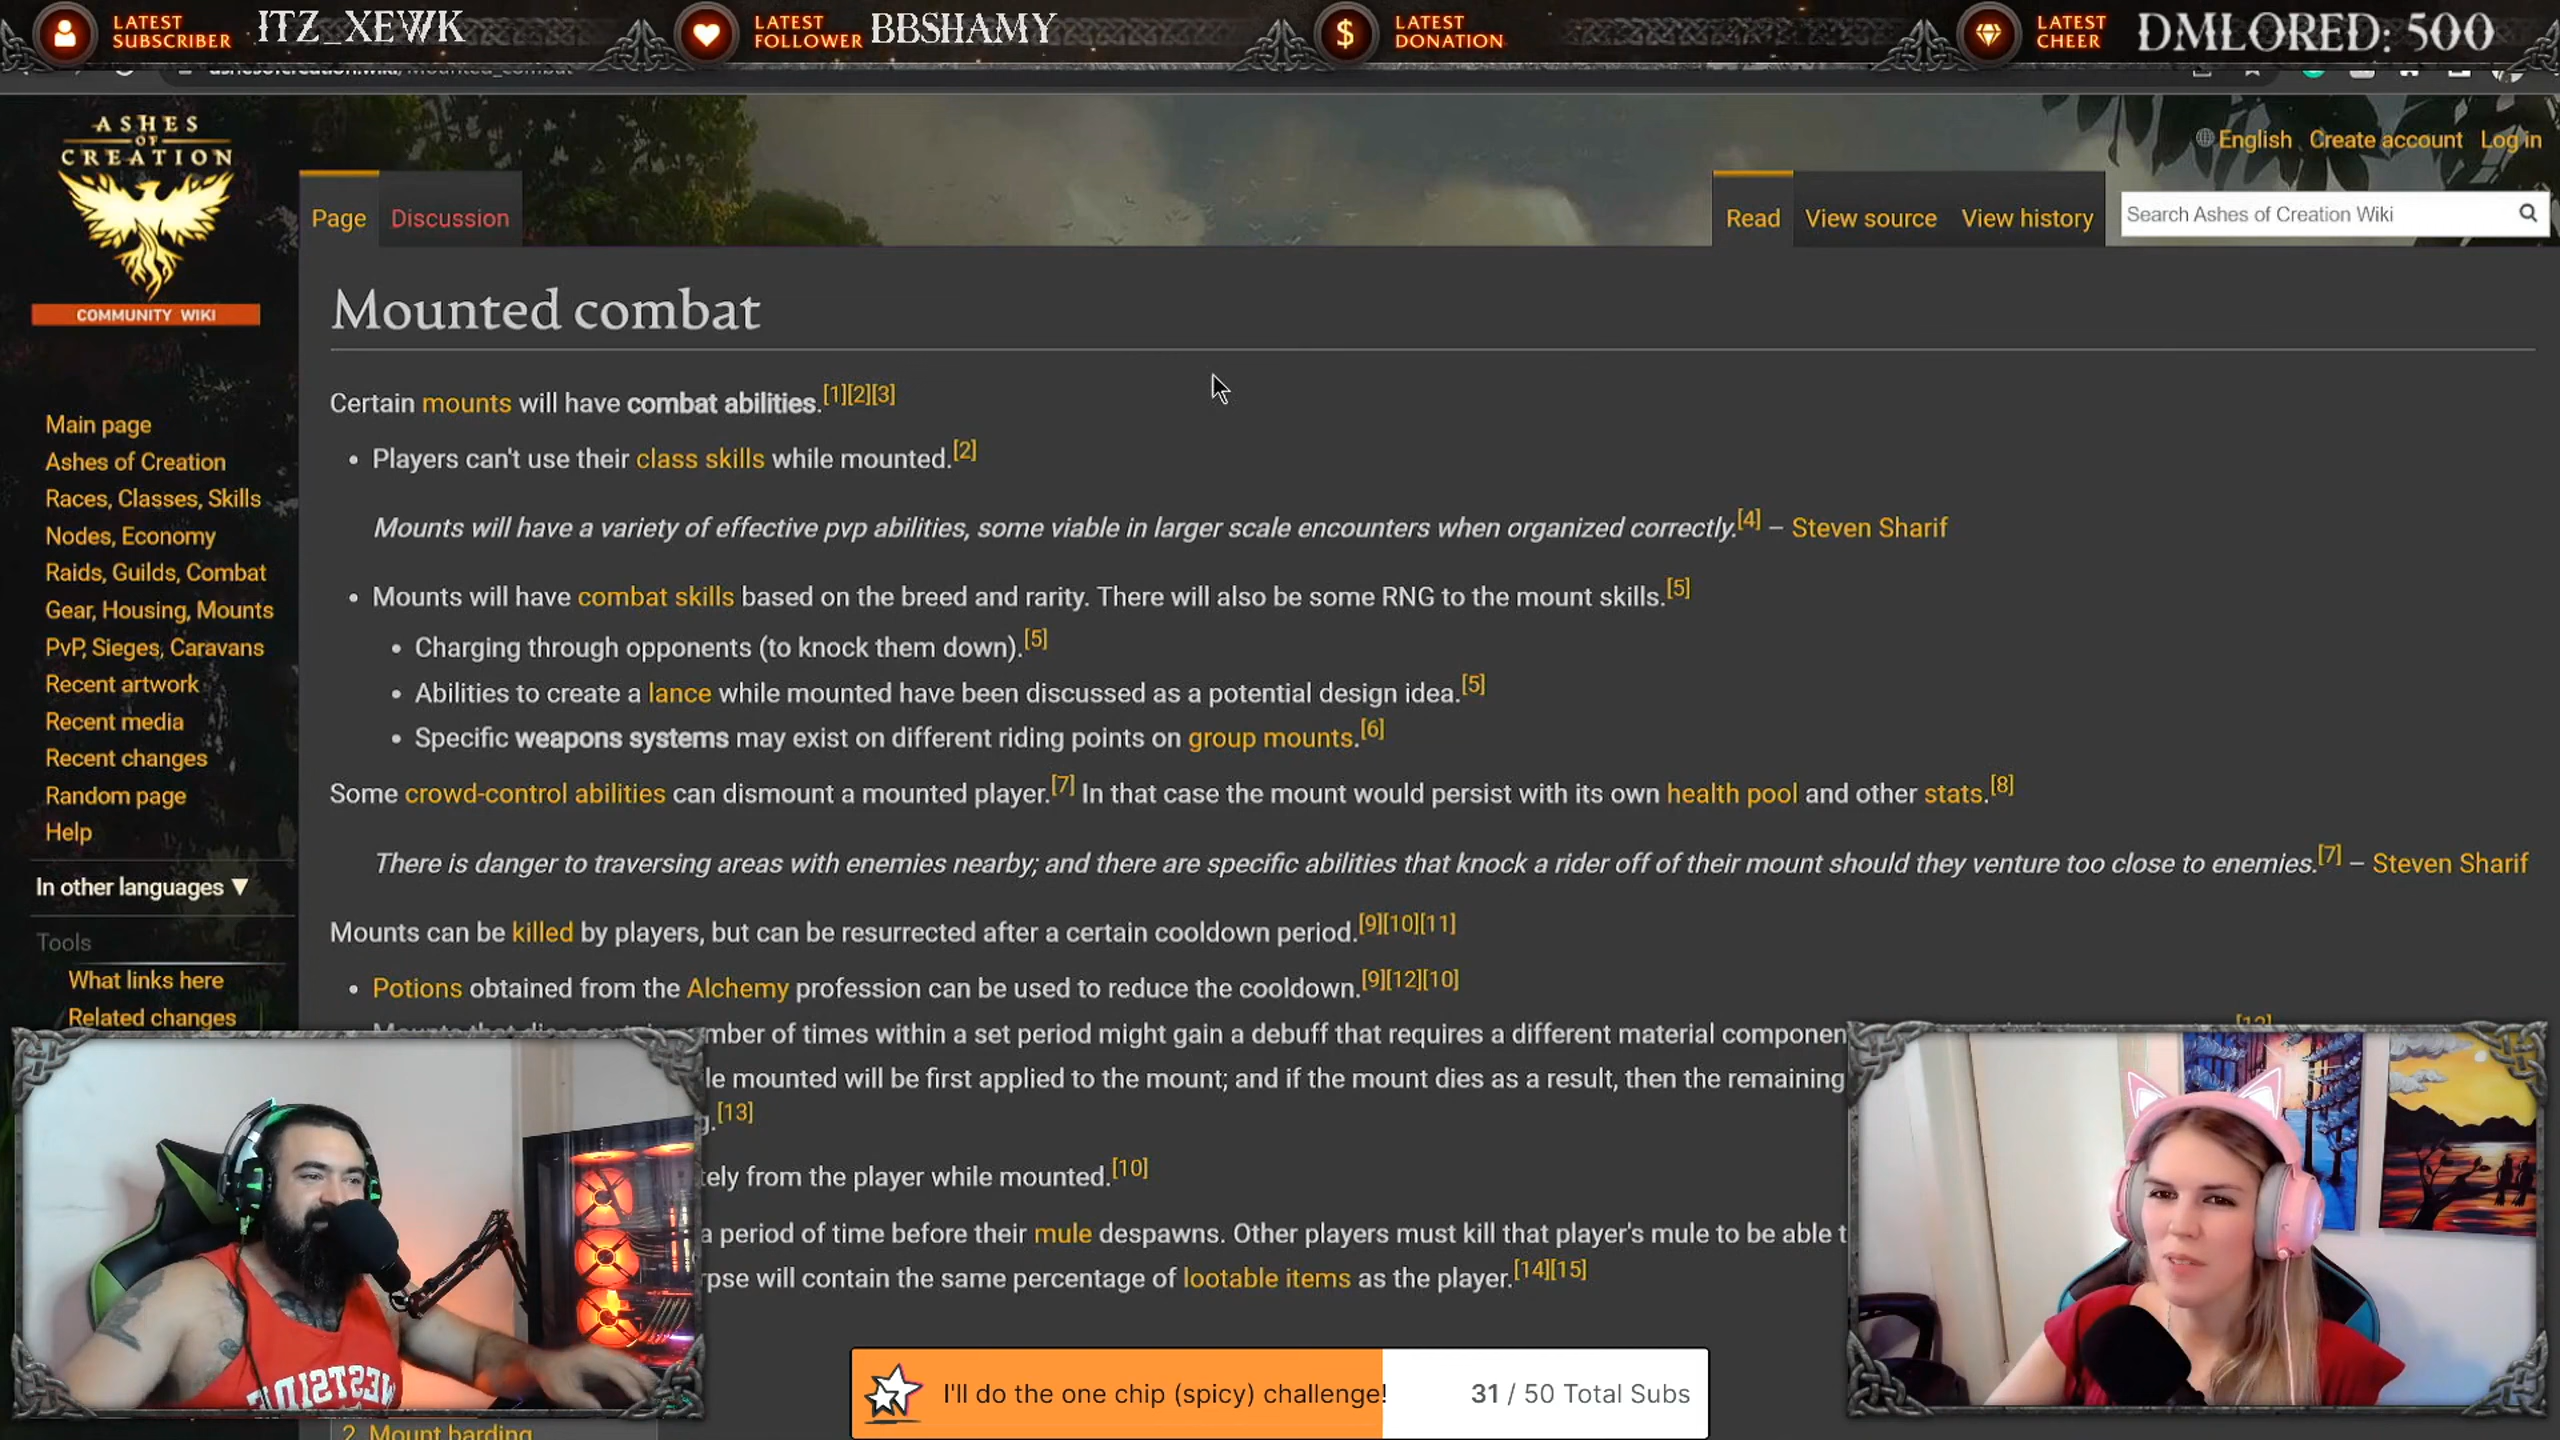 LATEST SUBSCRIBER ITZ_XEWK
LATEST FOLLOWER BBSHAMY
LATEST DONATION
LATEST CHEER DMLORED: 500
ASHES OF CREATION
COMMUNITY WIKI
English Create account Log in
Page Discussion
Read View source View history
Search Ashes of Creation Wiki
Main page
Ashes of Creation
Races, Classes, Skills
Nodes, Economy
Raids, Guilds, Combat
Gear, Housing, Mounts
PvP, Sieges, Caravans
Recent artwork
Recent media
Recent changes
Random page
Help
In other languages ▼
Tools
What links here
Related changes
Mounted combat
Certain mounts will have combat abilities.[1][2][3]
• Players can't use their class skills while mounted.[2]
Mounts will have a variety of effective pvp abilities, some viable in larger scale encounters when organized correctly.[4] – Steven Sharif
• Mounts will have combat skills based on the breed and rarity. There will also be some RNG to the mount skills.[5]
• Charging through opponents (to knock them down).[5]
• Abilities to create a lance while mounted have been discussed as a potential design idea.[5]
• Specific weapons systems may exist on different riding points on group mounts.[6]
Some crowd-control abilities can dismount a mounted player.[7] In that case the mount would persist with its own health pool and other stats.[8]
There is danger to traversing areas with enemies nearby; and there are specific abilities that knock a rider off of their mount should they venture too close to enemies.[7] – Steven Sharif
Mounts can be killed by players, but can be resurrected after a certain cooldown period.[9][10][11]
• Potions obtained from the Alchemy profession can be used to reduce the cooldown.[9][12][10]
of times within a set period might gain a debuff that requires a different material
mounted will be first applied to the mount; and if the mount dies as a result, then the remaining
[13]
from the player while mounted.[10]
a period of time before their mule despawns. Other players must kill that player's mule to be able
will contain the same percentage of lootable items as the player.[14][15]
I'll do the one chip (spicy) challenge! 31 / 50 Total Subs
2. Mount barding